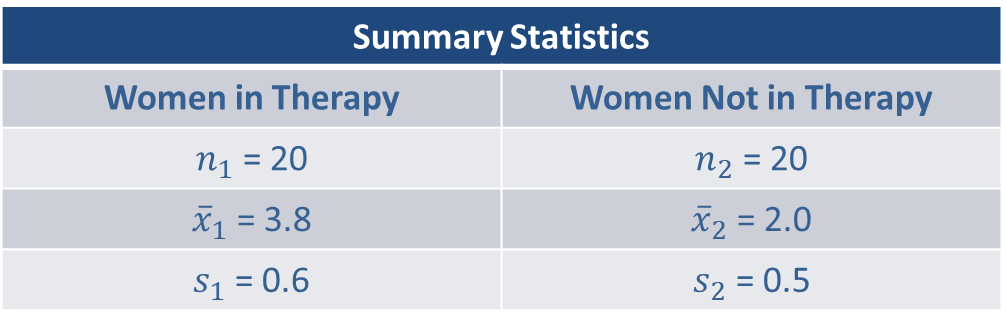 Summary Statistics
Women in Therapy Women Not in Therapy
n₁ = 20 n₂ = 20
x̄₁ = 3.8 x̄₂ = 2.0
s₁ = 0.6 s₂ = 0.5